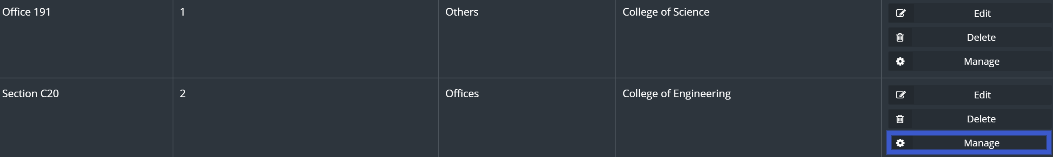 Office 191 1 Others College of Science Edit
Delete
Manage
Section C20 2 Offices College of Engineering Edit
Delete
Manage